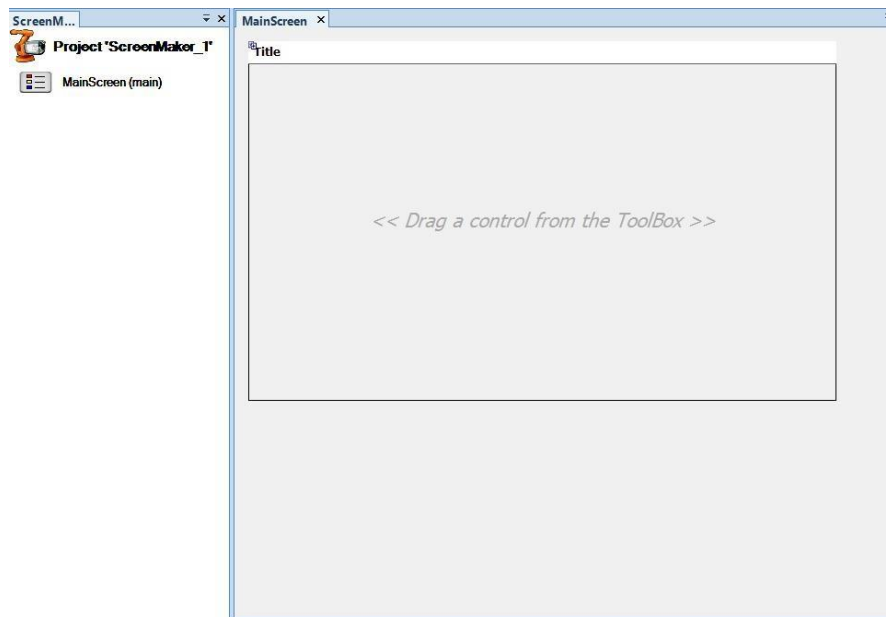 ScreenM...
Project 'ScreenMaker_1'
MainScreen (main)
MainScreen
Title
<< Drag a control from the ToolBox >>